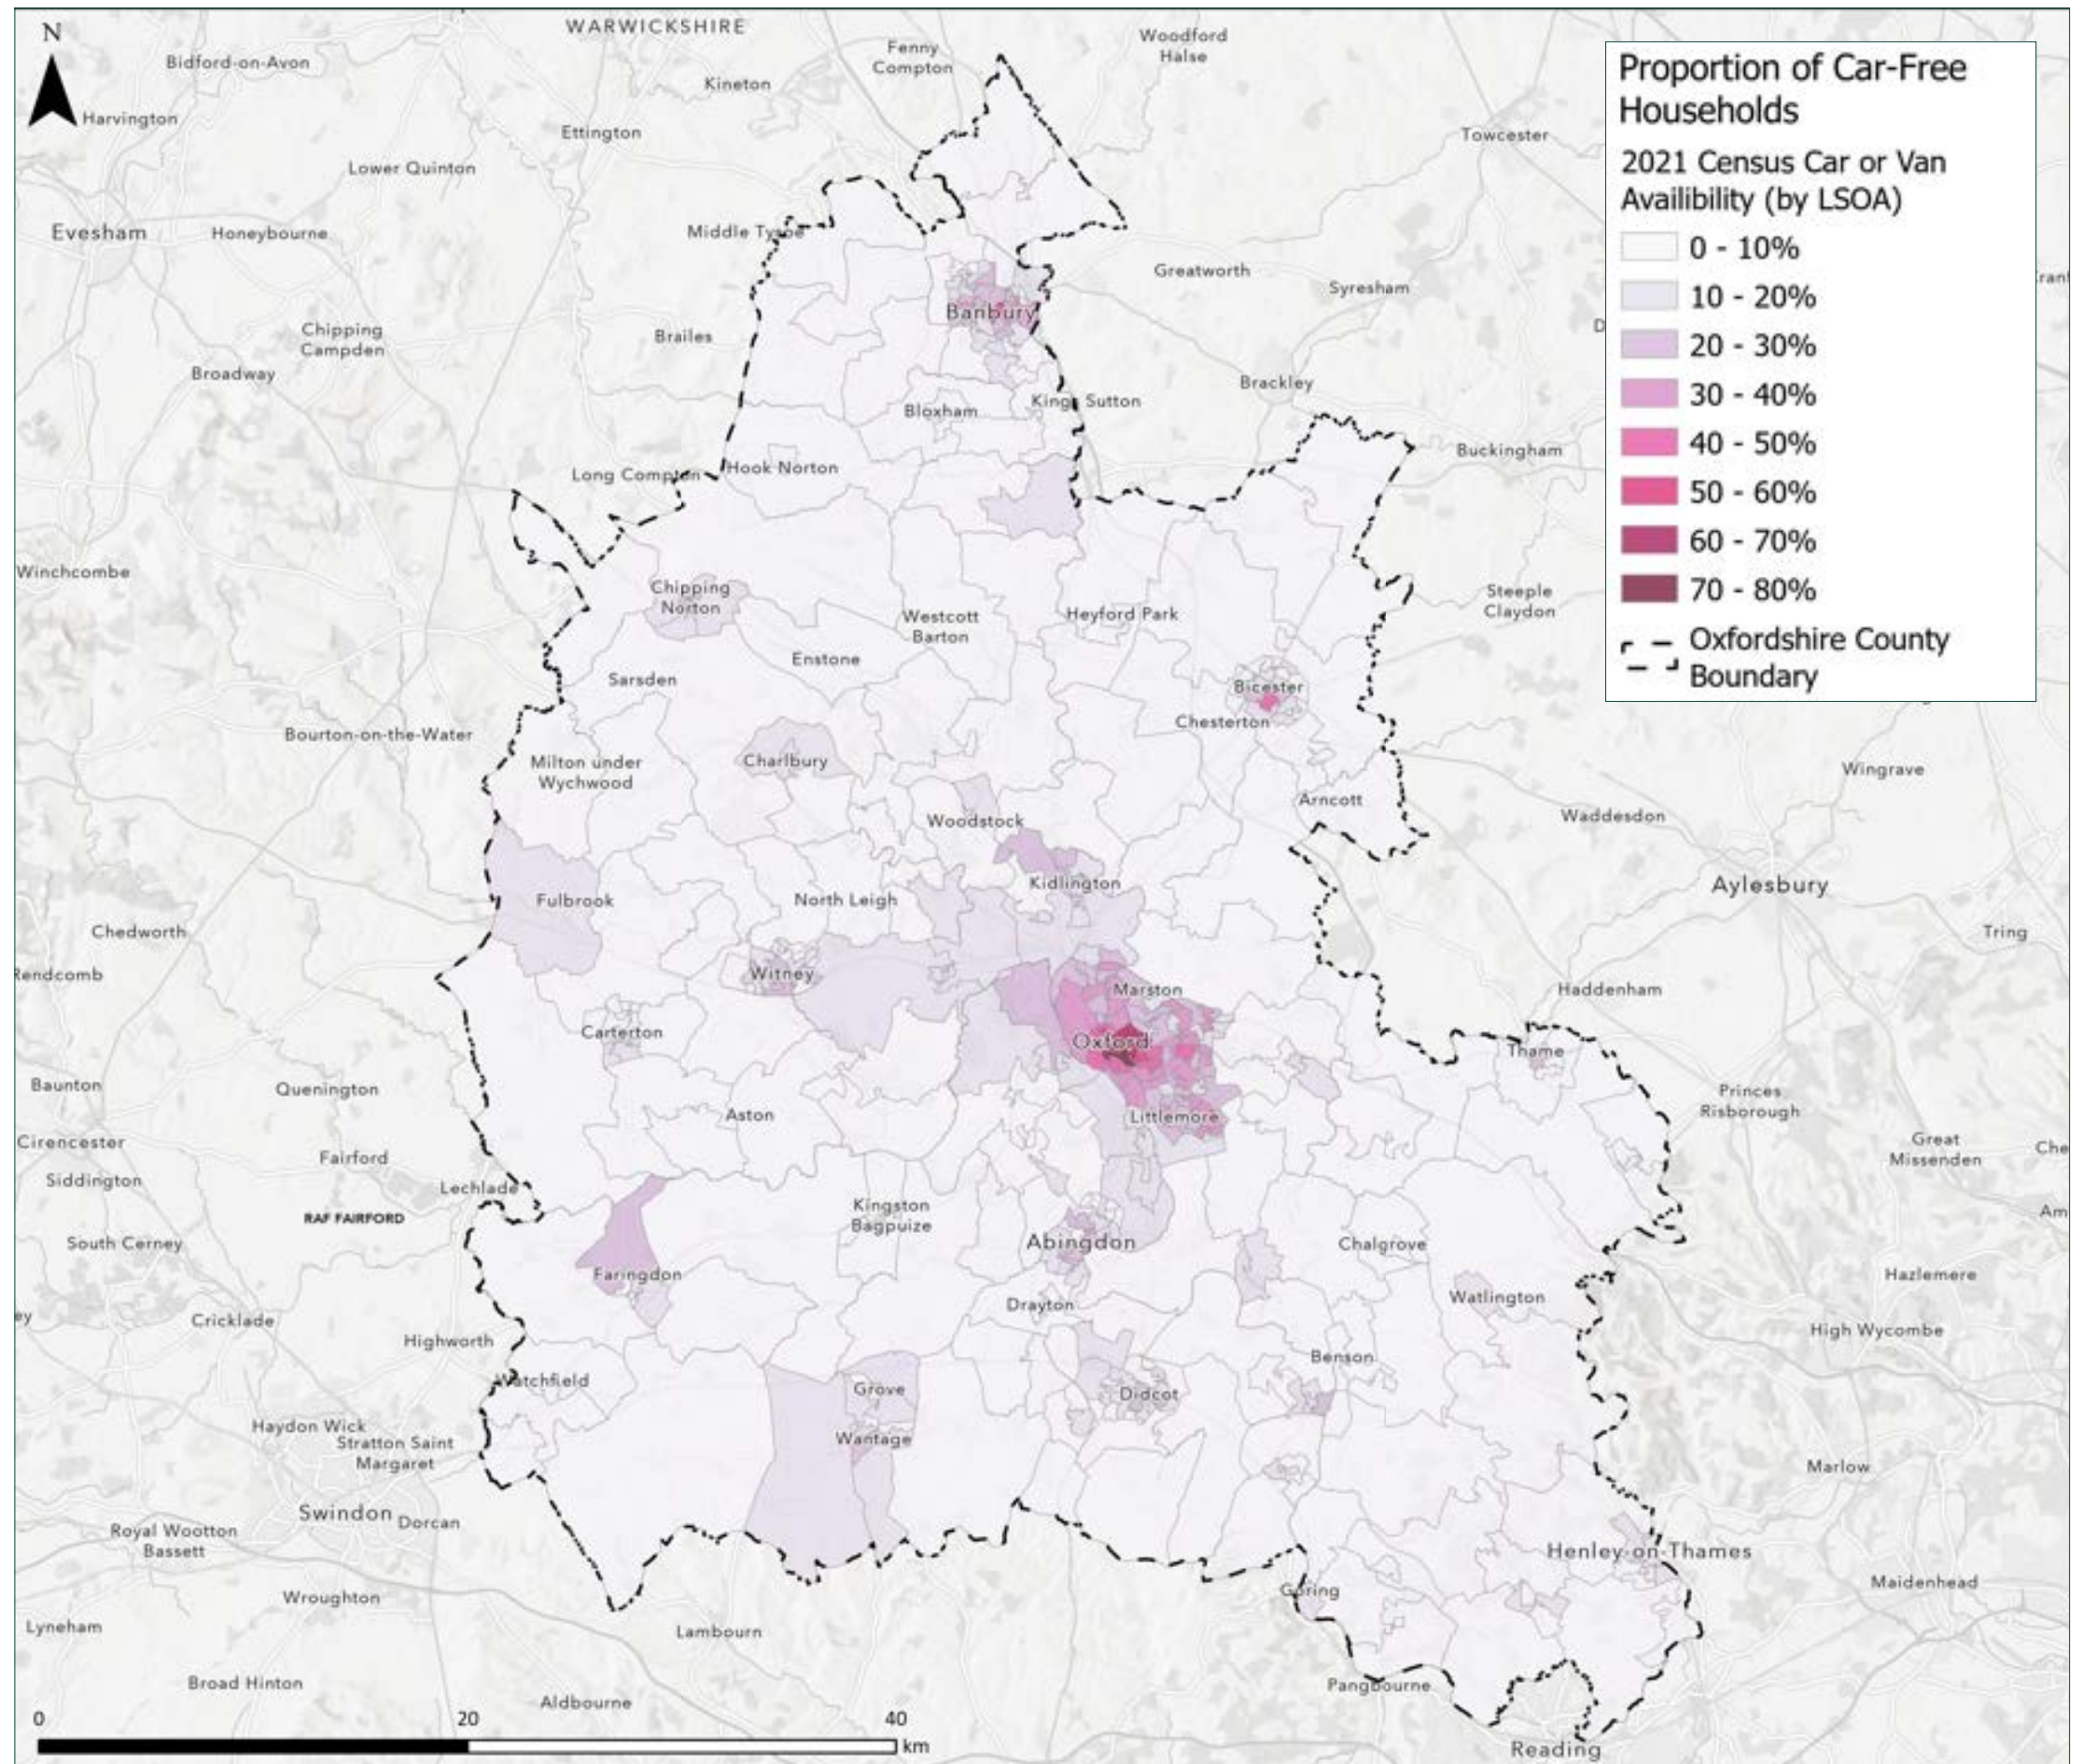 N
WARWICKSHIRE
Bidford-on-Avon
Fenny
Compton
Woodford
Halse
Kineton
Harvington
Ettington
Towcester
Lower Quinton
Evesham
Honeybourne
Middle Tysoe
Greatworth
Syresham
Banbury
Chipping
Campden
Brailes
Broadway
Brackley
Bloxham
Kings Sutton
Buckingham
Long Compton
Hook Norton
Winchcombe
Chipping
Norton
Westcott
Barton
Heyford Park
Steeple
Claydon
Enstone
Sarsden
Bicester
Chesterton
Bourton-on-the-Water
Milton under
Wychwood
Charlbury
Wingrave
Arncott
Waddesdon
Woodstock
Kidlington
Aylesbury
Fulbrook
North Leigh
Chedworth
Tring
Rendcomb
Witney
Marston
Haddenham
Carterton
Oxford
Thame
Baunton
Quenington
Princes
Risborough
Aston
Littlemore
Cirencester
Great
Missenden
Che
Siddington
Fairford
Lechlade
Kingston
Bagpuize
RAF FAIRFORD
Am
South Cerney
Abingdon
Chalgrove
Faringdon
Hazlemere
Watlington
Drayton
ey
Cricklade
Highworth
High Wycombe
Benson
Watchfield
Grove
Didcot
Haydon Wick
Stratton Saint
Margaret
Wantage
Marlow
Swindon
Dorcan
Royal Wootton
Bassett
Henley-on-Thames
Wroughton
Goring
Maidenhead
Lyneham
Lambourn
Broad Hinton
Aldbourne
Pangbourne
Reading
0 20 40
km
Proportion of Car-Free
Households
2021 Census Car or Van
Availibility (by LSOA)
0 - 10%
10 - 20%
20 - 30%
30 - 40%
40 - 50%
50 - 60%
60 - 70%
70 - 80%
Oxfordshire County
Boundary